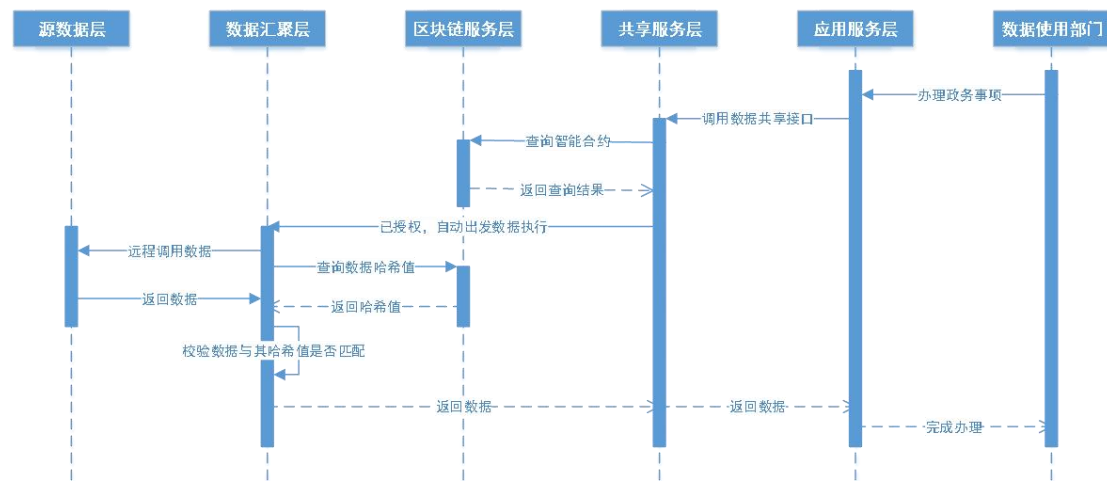 源数据层
数据汇聚层
区块链服务层
共享服务层
应用服务层
数据使用部门
办理政务事项
调用数据共享接口
查询智能合约
返回查询结果
已授权，自动出发数据执行
远程调用数据
查询数据哈希值
返回数据
返回哈希值
校验数据与其哈希值是否匹配
返回数据
返回数据
完成办理